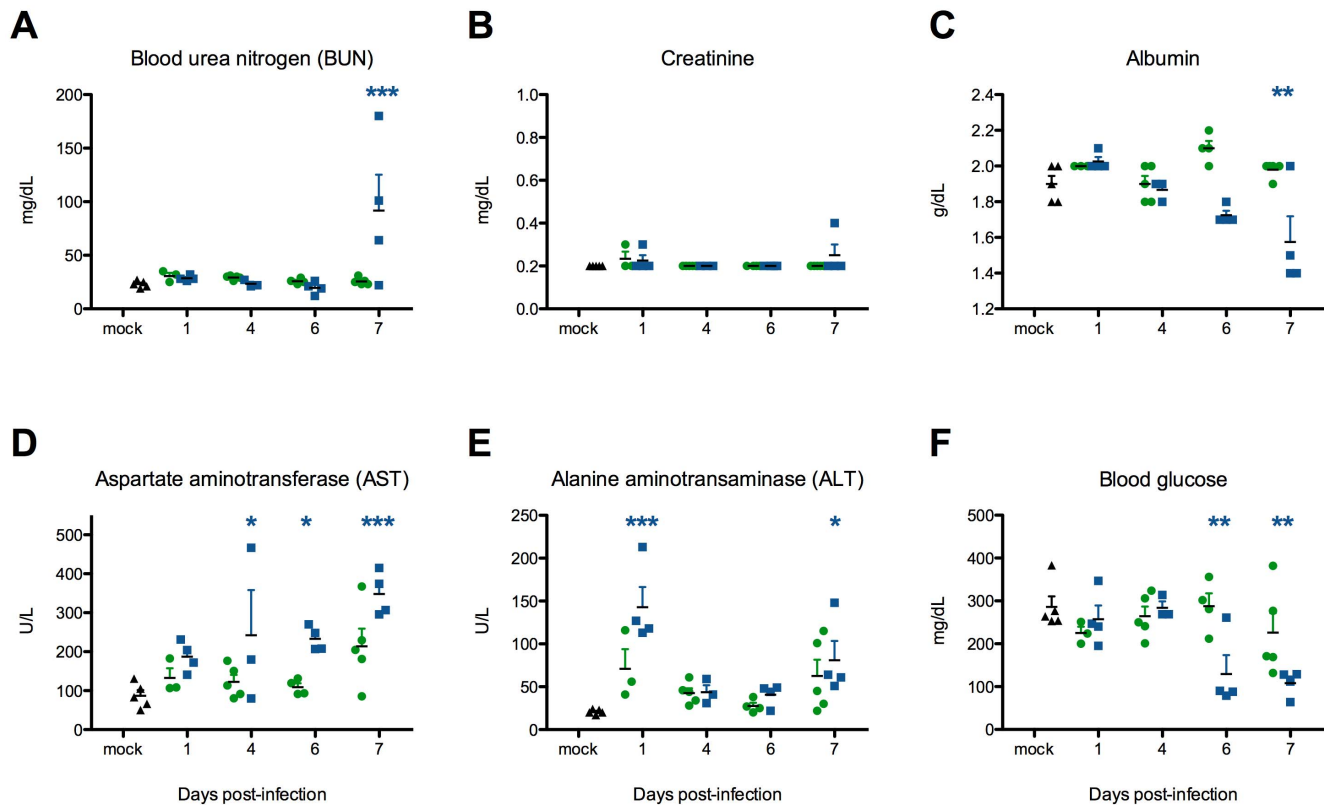 A
Blood urea nitrogen (BUN)
***
200
150
100
50
0
mg/dL
mock 1 4 6 7
B
Creatinine
1.0
0.8
0.6
0.4
0.2
0.0
mg/dL
mock 1 4 6 7
C
Albumin
**
2.4
2.2
2.0
1.8
1.6
1.4
1.2
g/dL
mock 1 4 6 7
D
Aspartate aminotransferase (AST)
* * ***
500
400
300
200
100
0
U/L
mock 1 4 6 7
Days post-infection
E
Alanine aminotransaminase (ALT)
*** *
250
200
150
100
50
0
U/L
mock 1 4 6 7
Days post-infection
F
Blood glucose
** **
500
400
300
200
100
0
mg/dL
mock 1 4 6 7
Days post-infection